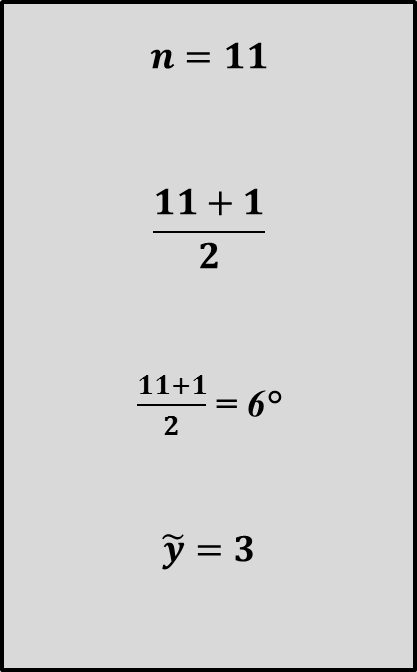 n = 11
11 + 1
2
11+1
2
= 6°
ỹ = 3